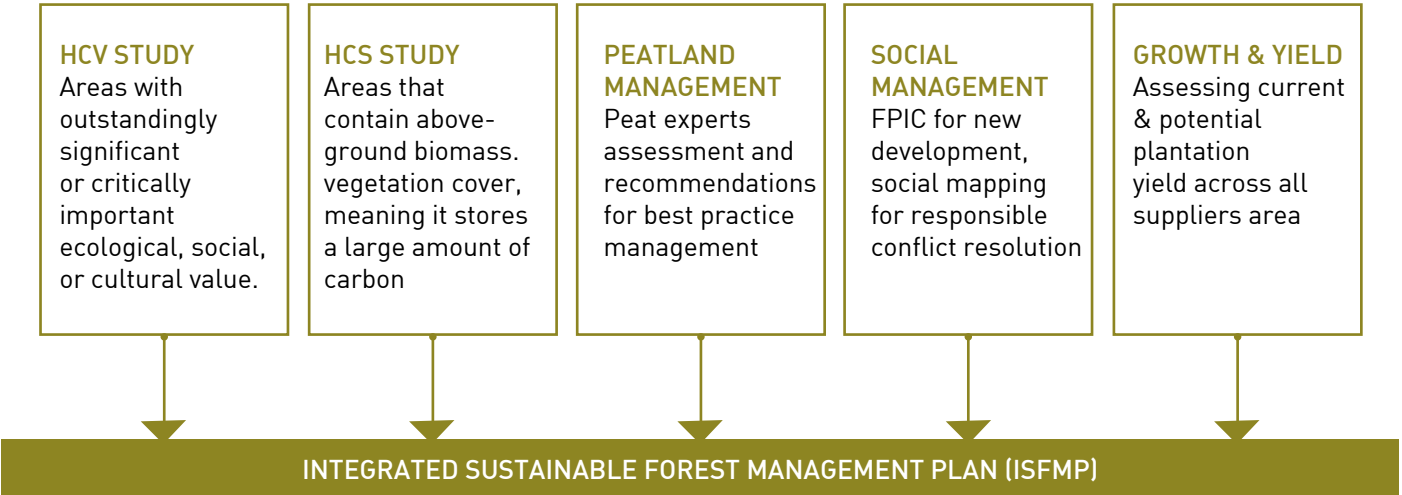 HCV STUDY
Areas with
outstandingly
significant
or critically
important
ecological, social,
or cultural value.
HCS STUDY
Areas that
contain above-
ground biomass.
vegetation cover,
meaning it stores
a large amount of
carbon
PEATLAND
MANAGEMENT
Peat experts
assessment and
recommendations
for best practice
management
SOCIAL
MANAGEMENT
FPIC for new
development,
social mapping
for responsible
conflict resolution
GROWTH & YIELD
Assessing current
& potential
plantation
yield across all
suppliers area
INTEGRATED SUSTAINABLE FOREST MANAGEMENT PLAN (ISFMP)